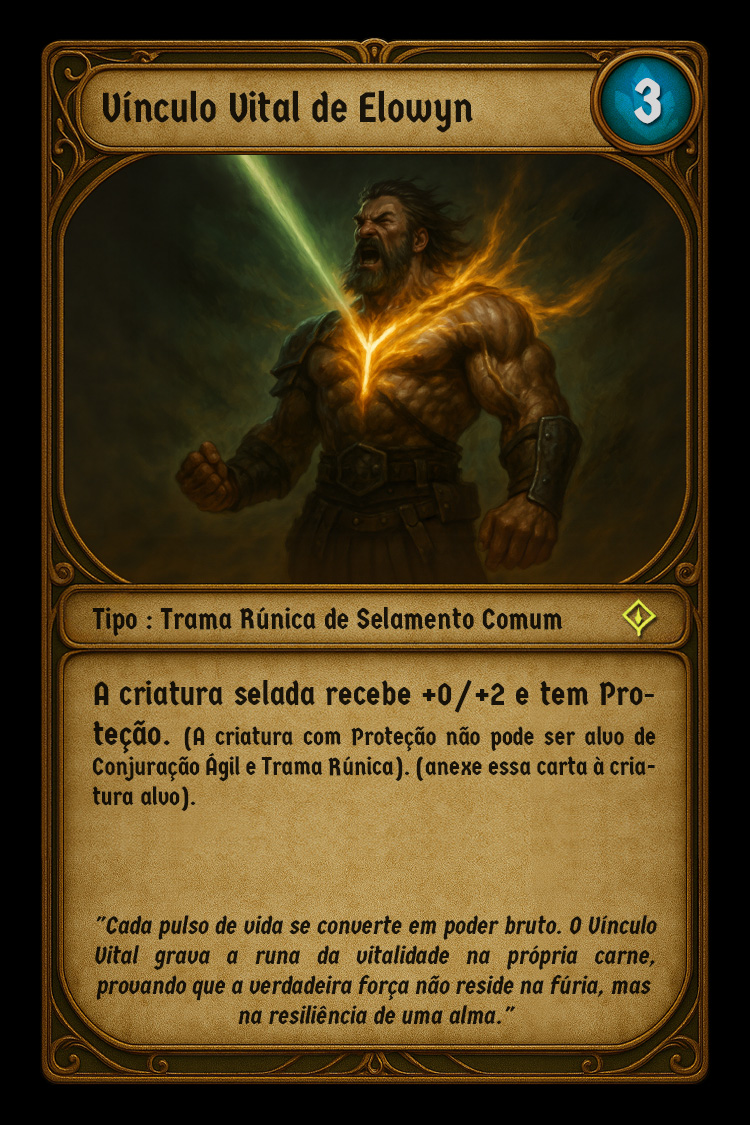 Vínculo Vital de Elowyn
3
Tipo : Trama Rúnica de Selamento Comum
A criatura selada recebe +0/+2 e tem Pro-
teção. (A criatura com Proteção não pode ser alvo de
Conjuração Ágil e Trama Rúnica). (anexe essa carta à cria-
tura alvo).
"Cada pulso de vida se converte em poder bruto. O Vínculo
Vital grava a runa da vitalidade na própria carne,
provando que a verdadeira força não reside na fúria, mas
na resiliência de uma alma."